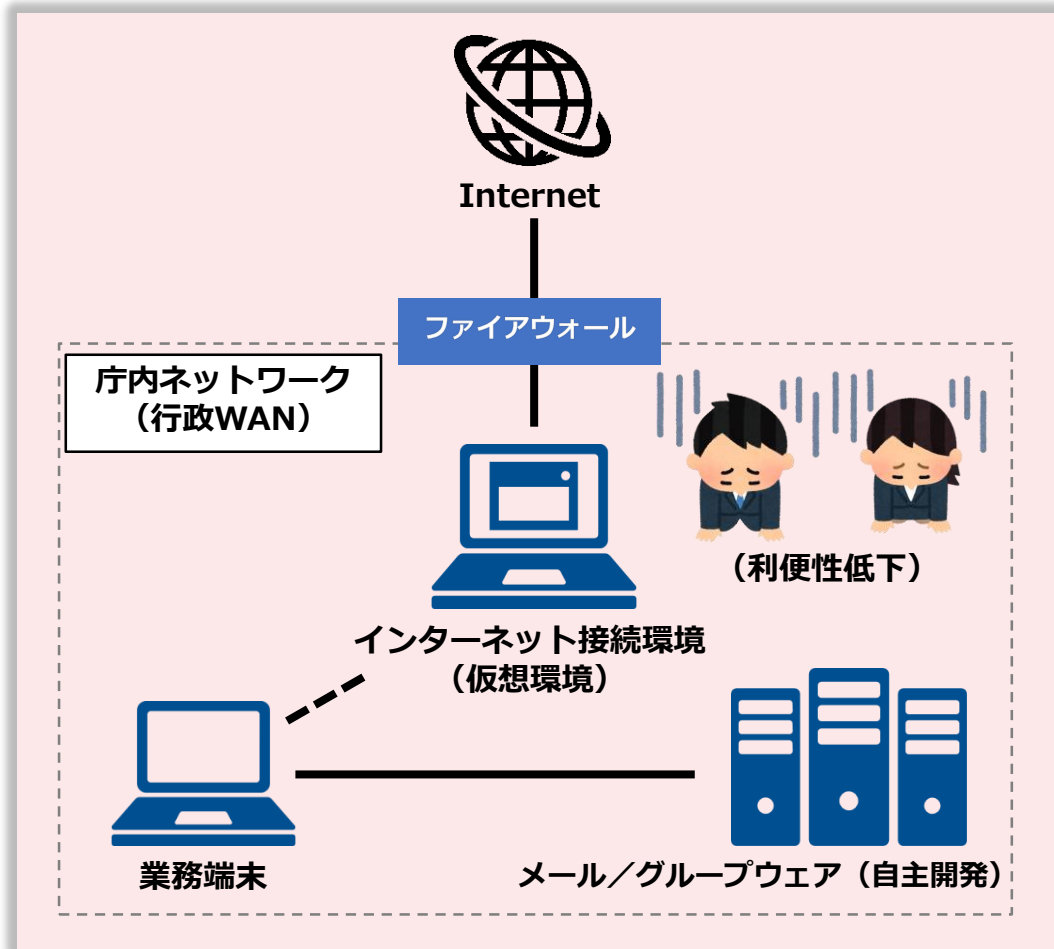 Internet
ファイアウォール
庁内ネットワーク
（行政WAN）
（利便性低下）
インターネット接続環境
（仮想環境）
業務端末
メール／グループウェア（自主開発）